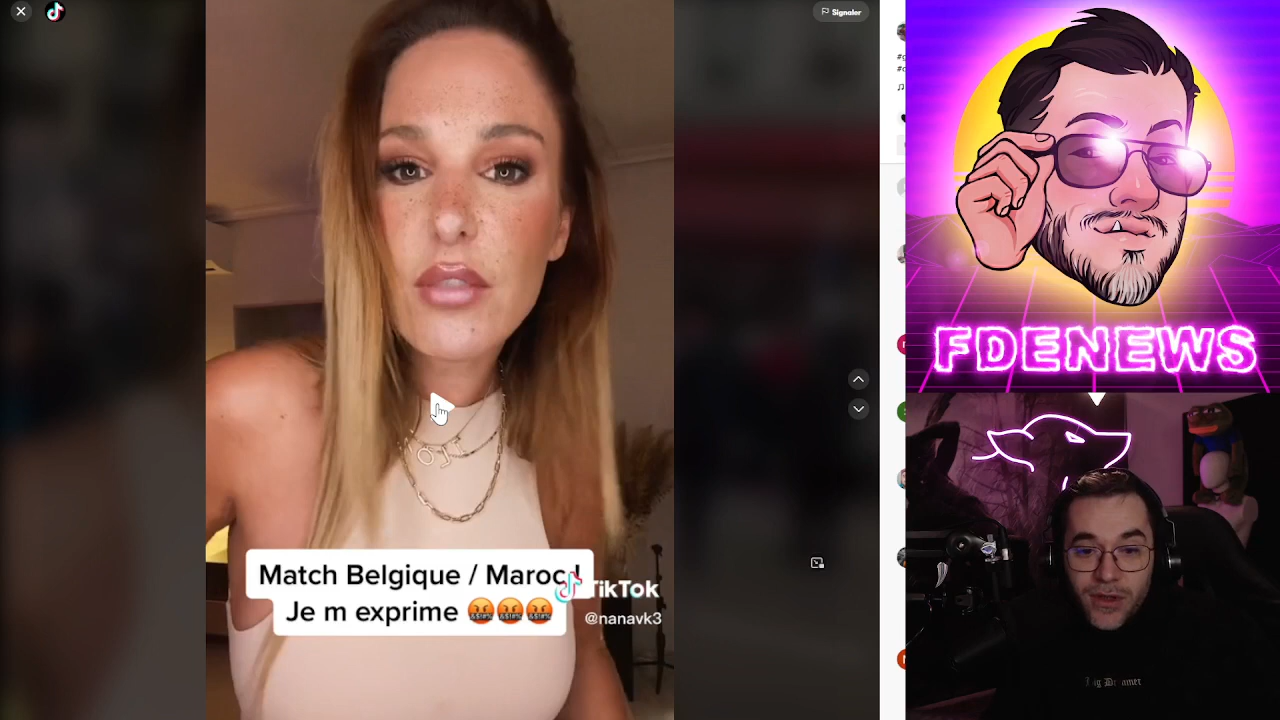 Signaler
Match Belgique / Maroc !
Je m exprime
TikTok
@nanavk3
FDENEWS